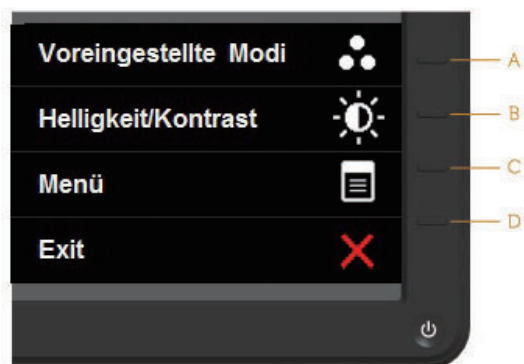 Voreingestellte Modi
A
Helligkeit/Kontrast
B
Menü
C
Exit
D